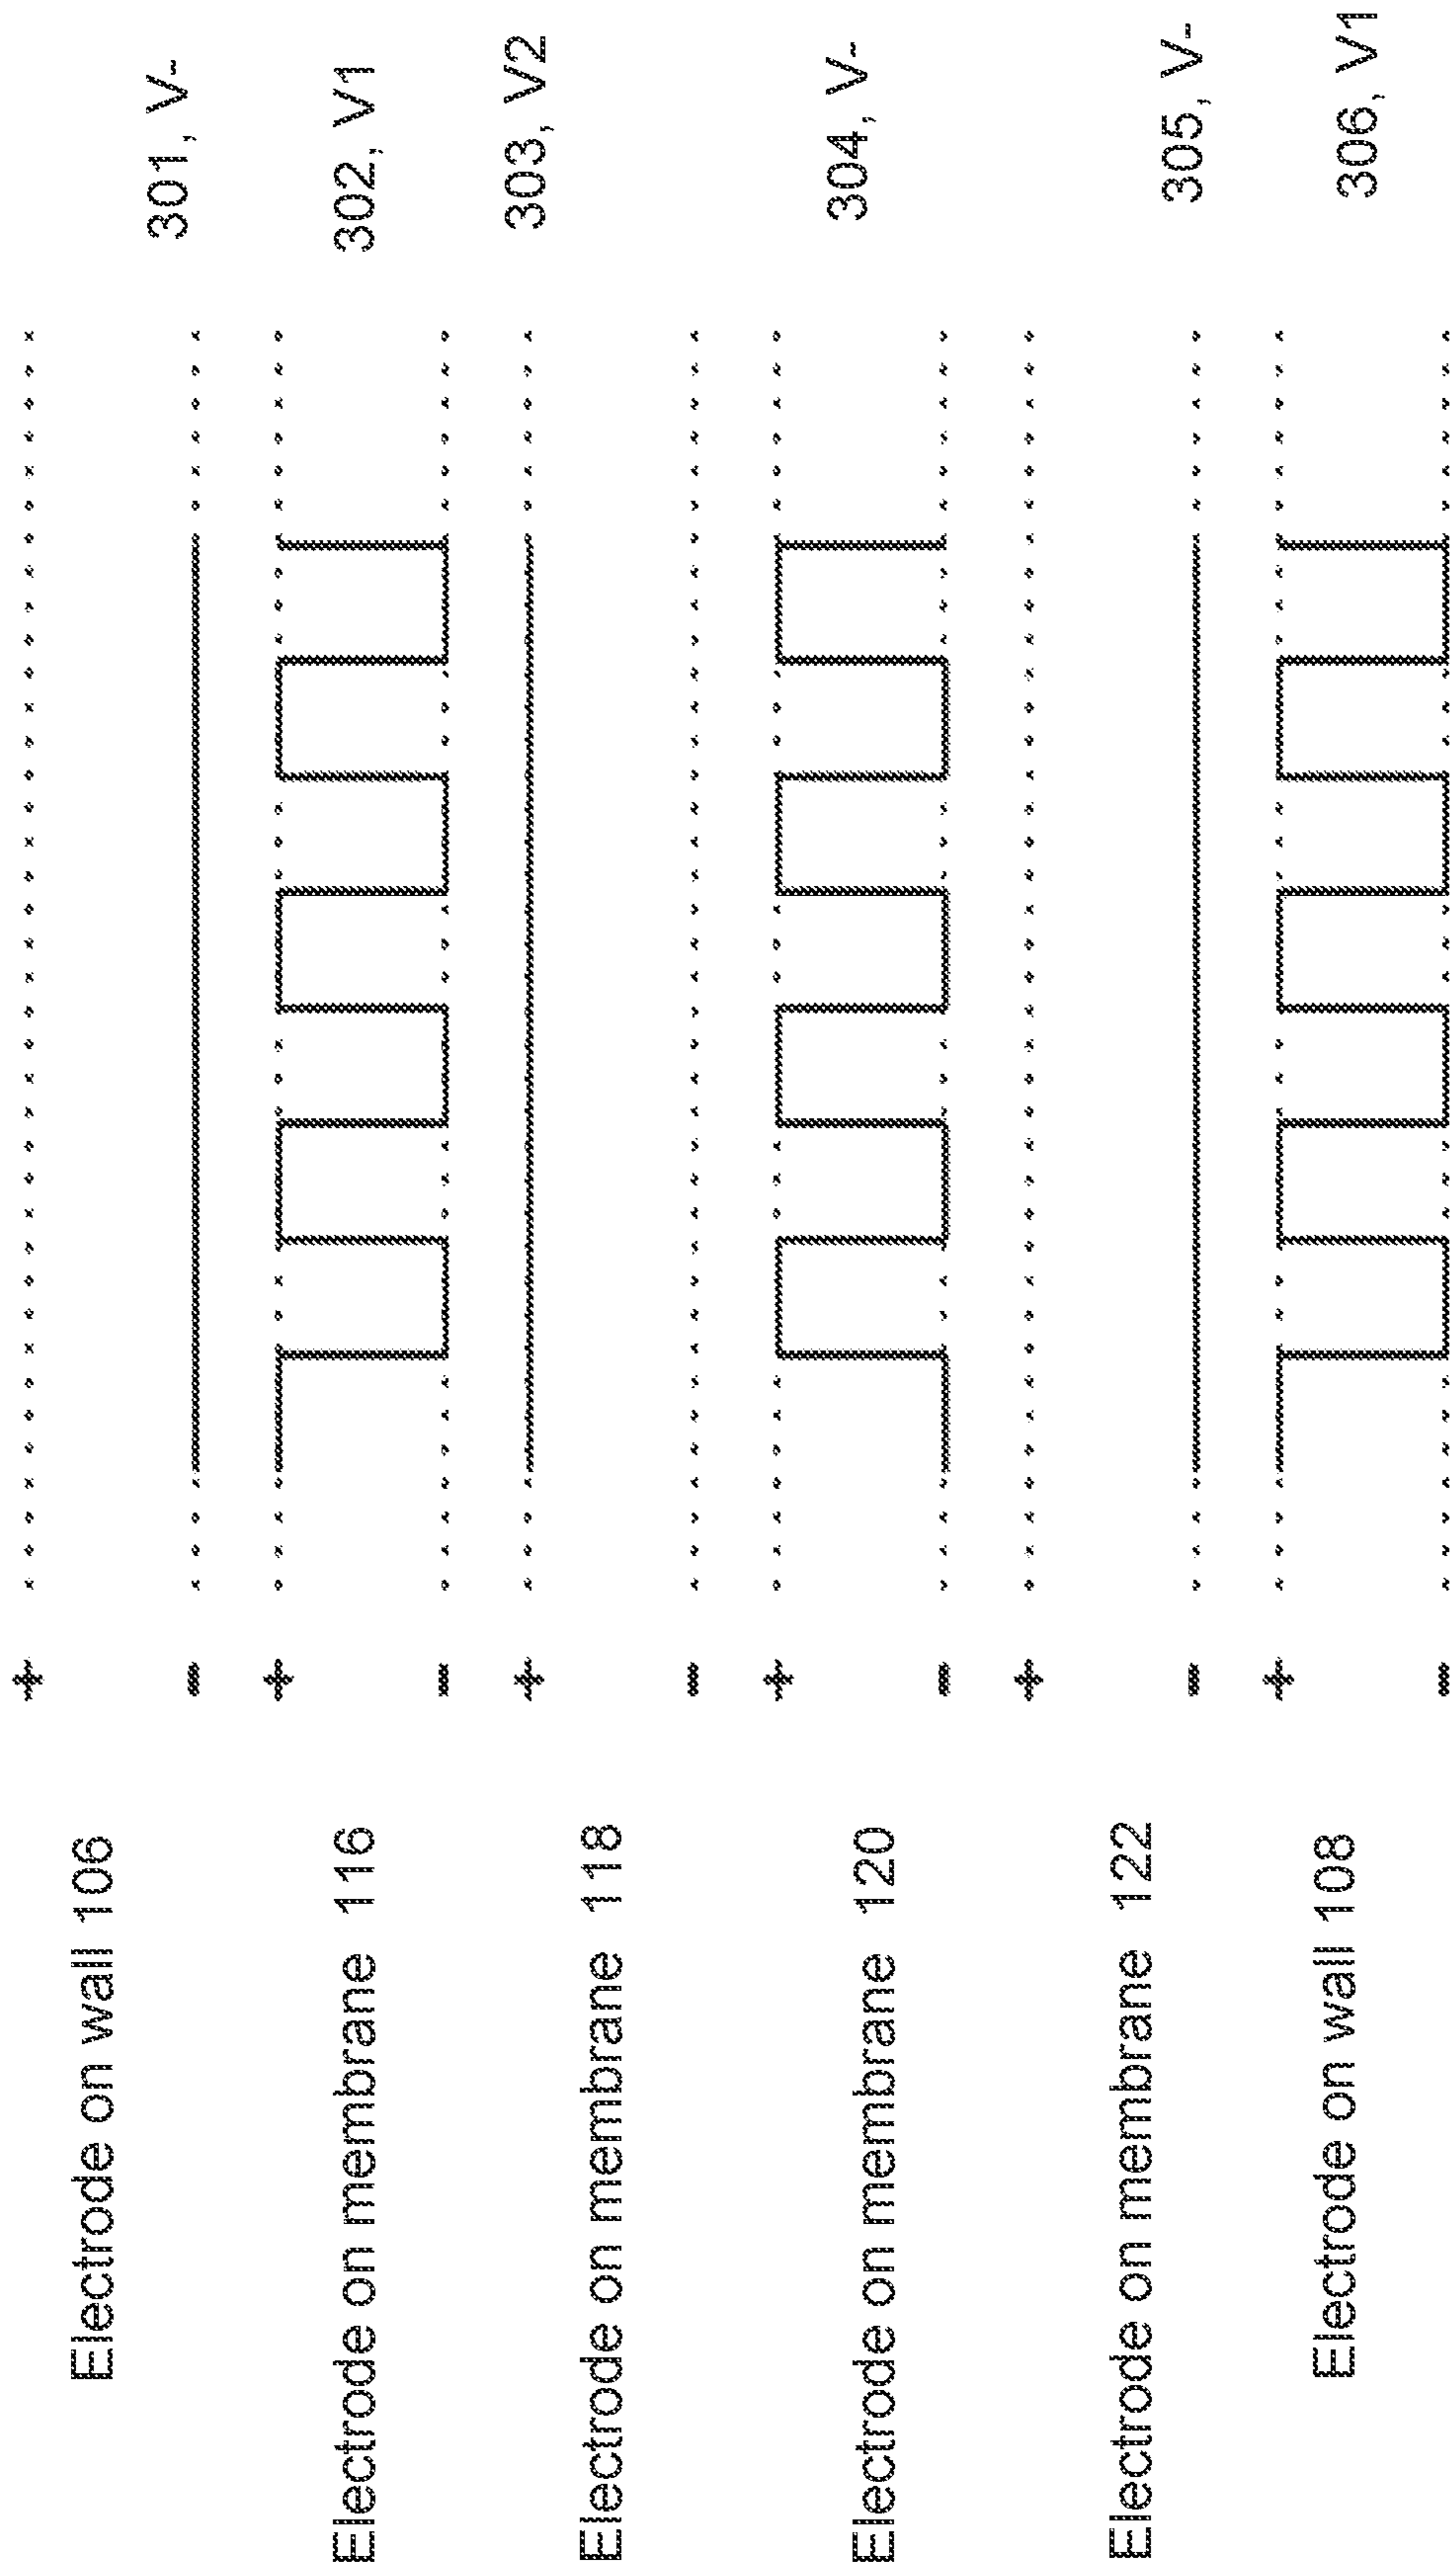 Electrode on wall 106 + - 301, V-
Electrode on membrane 116 + - 302, V1
Electrode on membrane 118 + - 303, V2
Electrode on membrane 120 + - 304, V-
Electrode on membrane 122 + - 305, V-
Electrode on wall 108 + - 306, V1